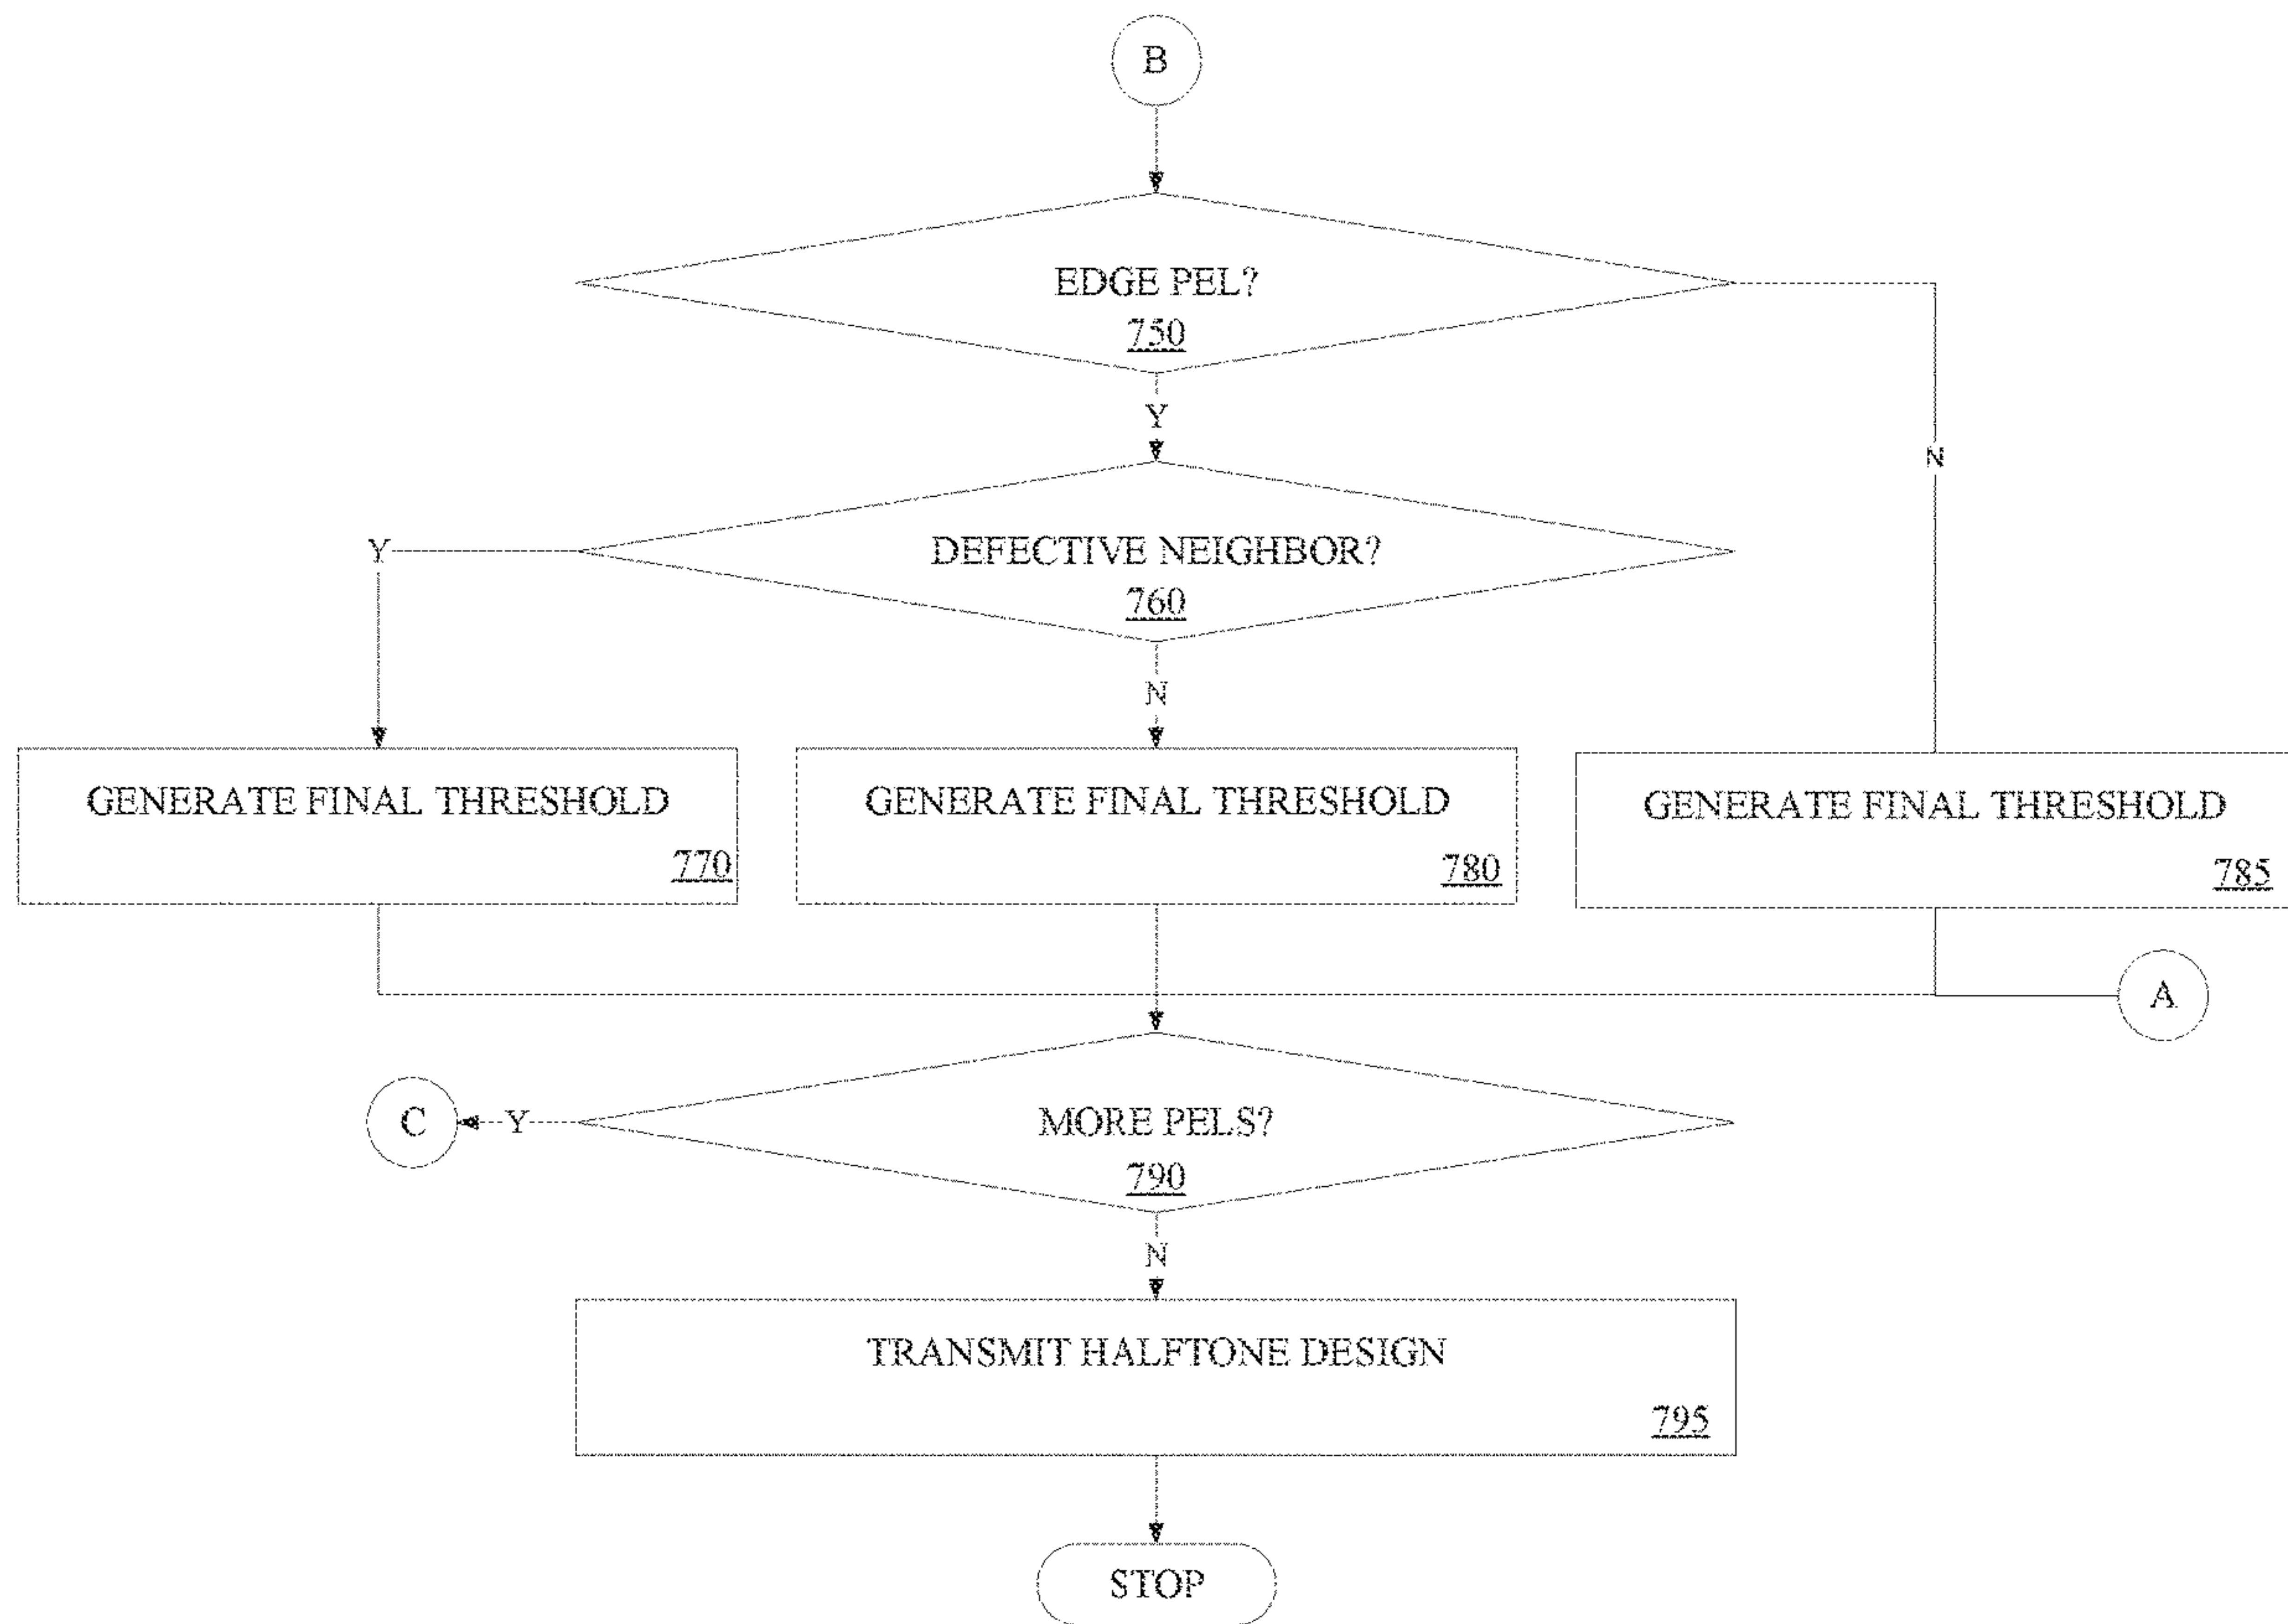 B
EDGE PEL?
750
Y
N
DEFECTIVE NEIGHBOR?
760
Y
N
GENERATE FINAL THRESHOLD
770
GENERATE FINAL THRESHOLD
780
GENERATE FINAL THRESHOLD
785
A
MORE PELS?
790
C
Y
N
TRANSMIT HALFTONE DESIGN
795
STOP